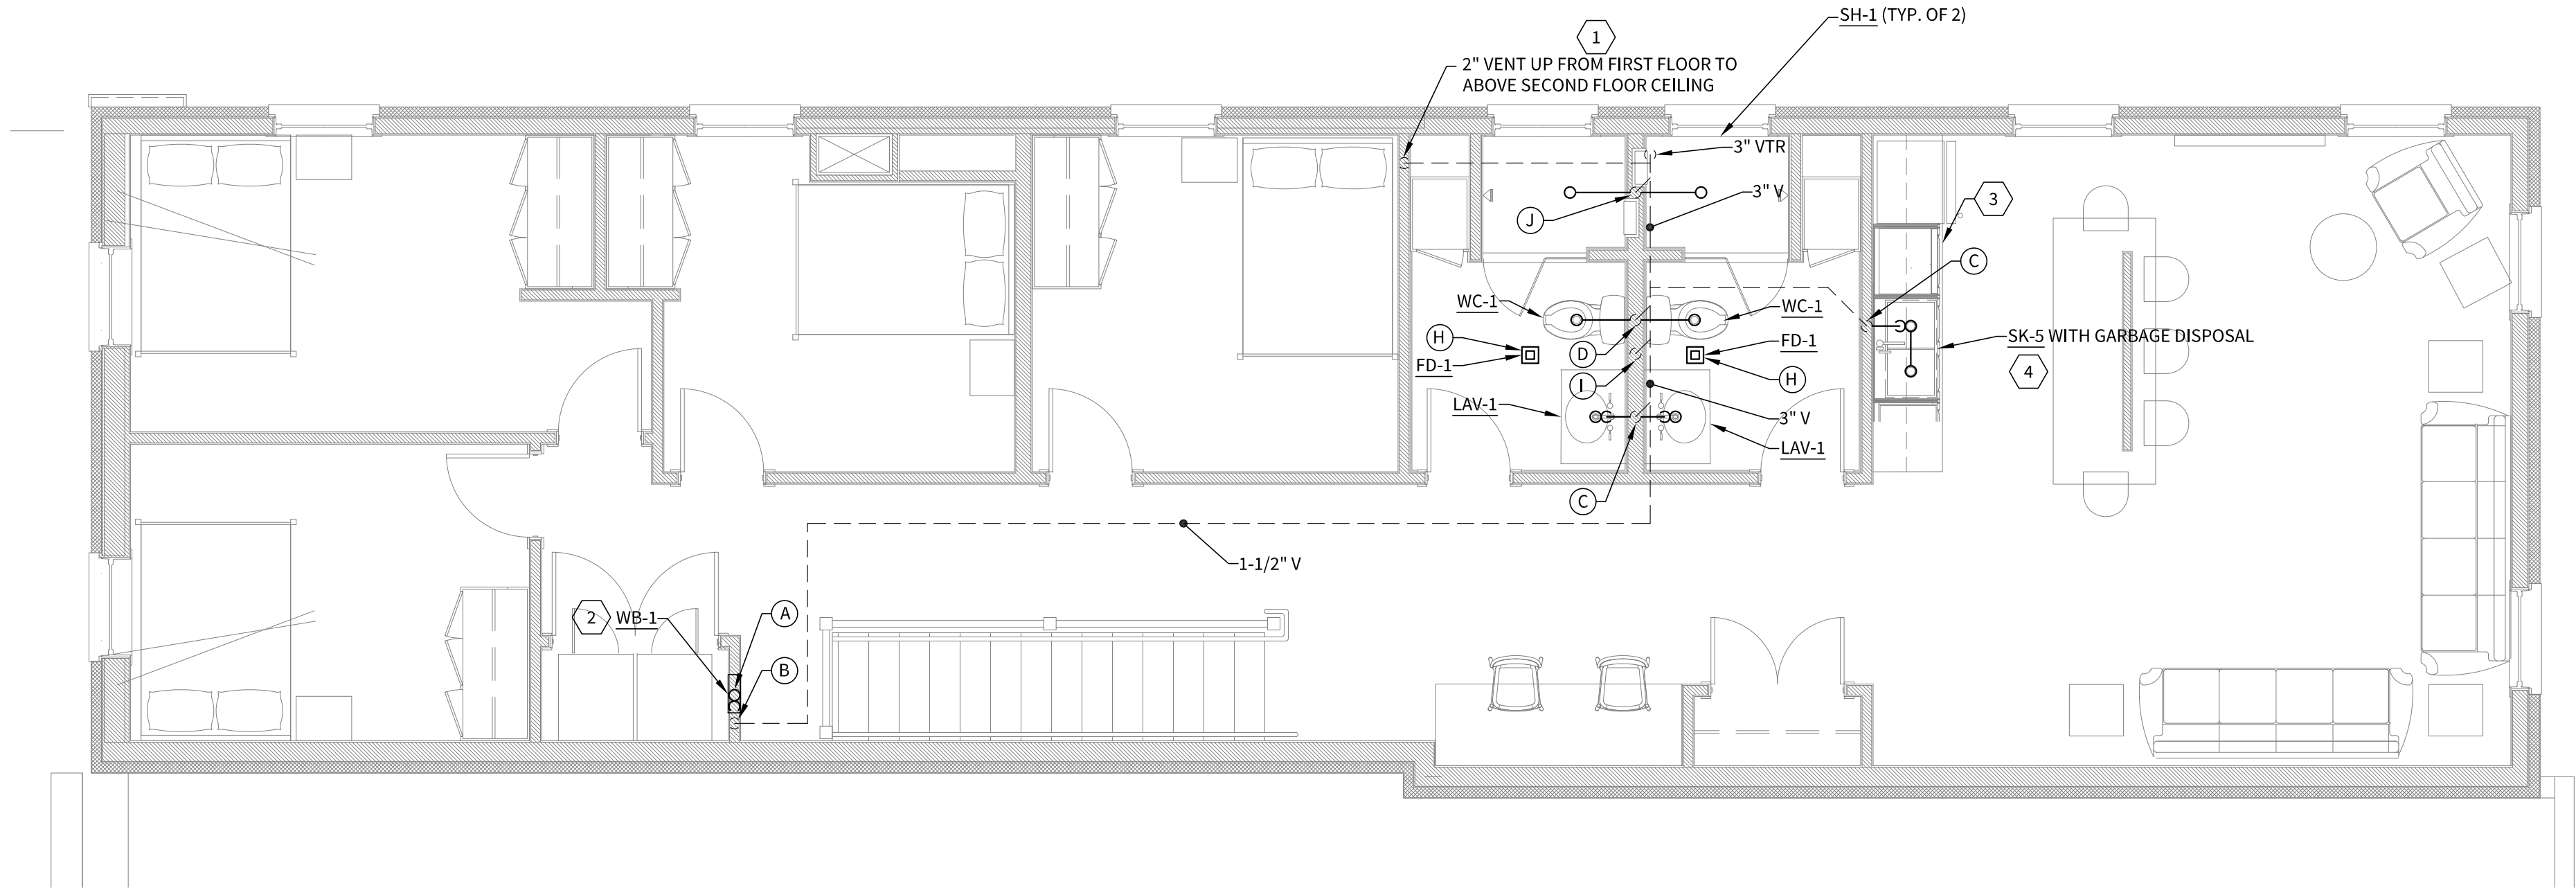 SH-1 (TYP. OF 2)
1
2" VENT UP FROM FIRST FLOOR TO
ABOVE SECOND FLOOR CEILING
3" VTR
3" V
J
3
C
WC-1
WC-1
H
D
FD-1
FD-1
SK-5 WITH GARBAGE DISPOSAL
4
I
H
LAV-1
3" V
LAV-1
C
1-1/2" V
2
WB-1
A
B